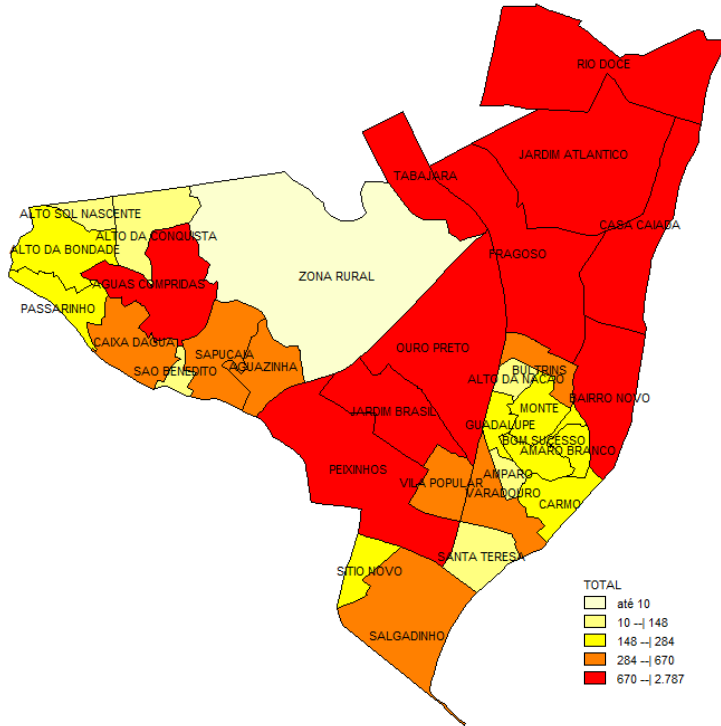 RIO DOCE
JARDIM ATLANTICO
TABAJARA
ALTO SOL NASCENTE
CASA CAIADA
ALTO DA CONQUISTA
ALTO DA BONDADE
FRAGOSO
ZONA RURAL
AGUAS COMPRIDAS
PASSARINHO
CAIXA DAGUA
OURO PRETO
SAPUCAIA
AGUAZINHA
SAO BENEDITO
BULTRINS
ALTO DA NACAO
BAIRRO NOVO
MONTE
JARDIM BRASIL
GUADALUPE
BOM SUCESSO
AMARO BRANCO
PEIXINHOS
AMPARO
VILA POPULAR
VARADOURO
CARMO
SANTA TERESA
SITIO NOVO
SALGADINHO
TOTAL
até 10
10 --| 148
148 --| 284
284 --| 670
670 --| 2.787